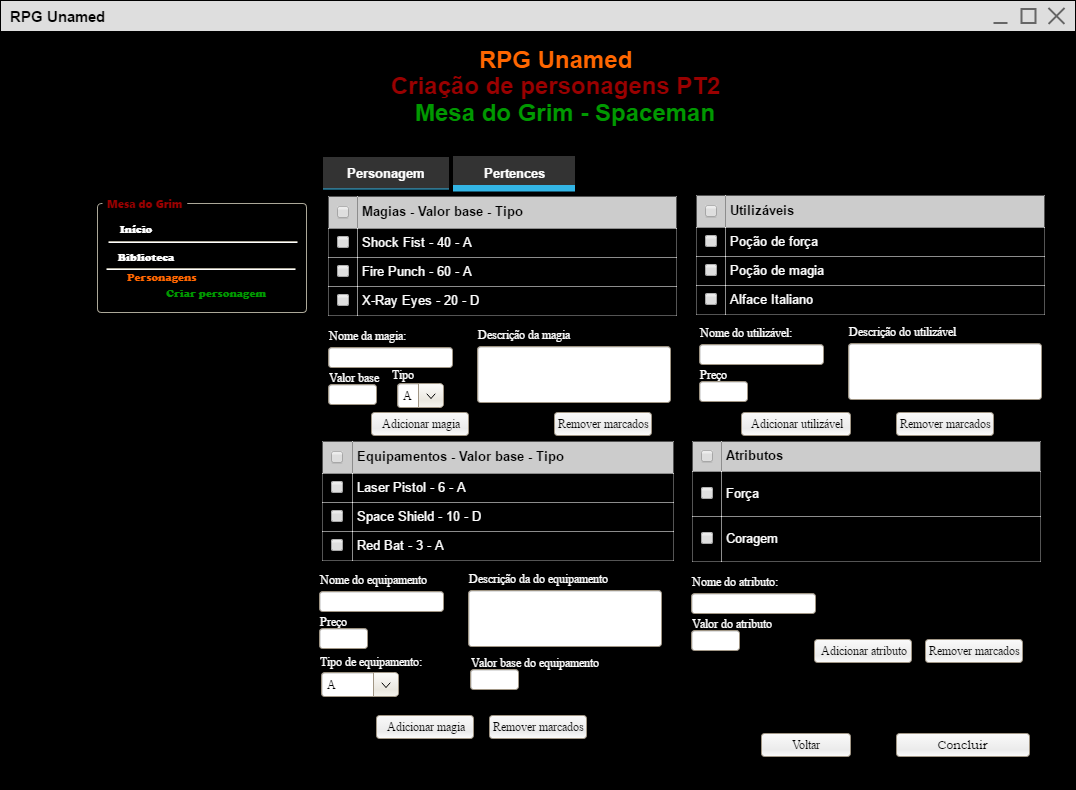 RPG Unamed
RPG Unamed
Criação de personagens PT2
Mesa do Grim - Spaceman
Personagem
Pertences
Mesa do Grim
Início
Biblioteca
Personagens
Criar personagem
Magias - Valor base - Tipo
Shock Fist - 40 - A
Fire Punch - 60 - A
X-Ray Eyes - 20 - D
Nome da magia:
Descrição da magia
Valor base
Tipo
A
Adicionar magia
Remover marcados
Utilizáveis
Poção de força
Poção de magia
Alface Italiano
Nome do utilizável:
Descrição do utilizável
Preço
Adicionar utilizável
Remover marcados
Equipamentos - Valor base - Tipo
Laser Pistol - 6 - A
Space Shield - 10 - D
Red Bat - 3 - A
Nome do equipamento
Descrição da do equipamento
Preço
Tipo de equipamento:
Valor base do equipamento
A
Adicionar magia
Remover marcados
Atributos
Força
Coragem
Nome do atributo:
Valor do atributo
Adicionar atributo
Remover marcados
Voltar
Concluir